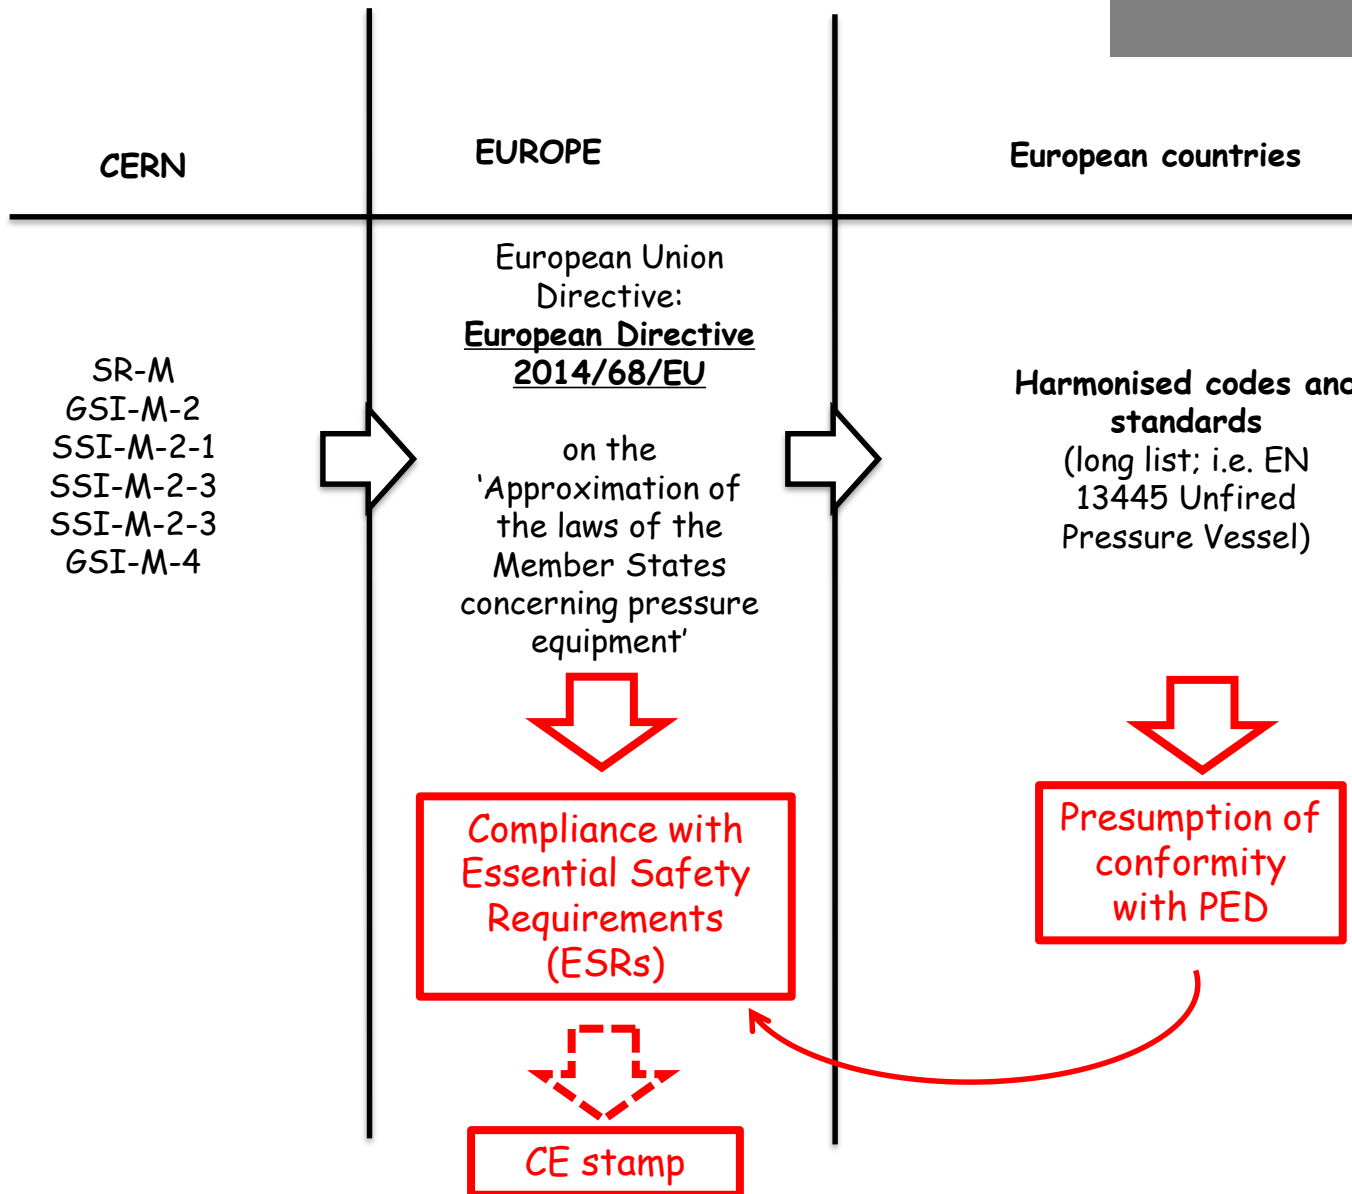 CERN
EUROPE
European countries
SR-M
GSI-M-2
SSI-M-2-1
SSI-M-2-3
SSI-M-2-3
GSI-M-4
European Union
Directive:
European Directive
2014/68/EU
on the
‘Approximation of
the laws of the
Member States
concerning pressure
equipment’
Harmonised codes and
standards
(long list; i.e. EN
13445 Unfired
Pressure Vessel)
Compliance with
Essential Safety
Requirements
(ESRs)
Presumption of
conformity
with PED
CE stamp